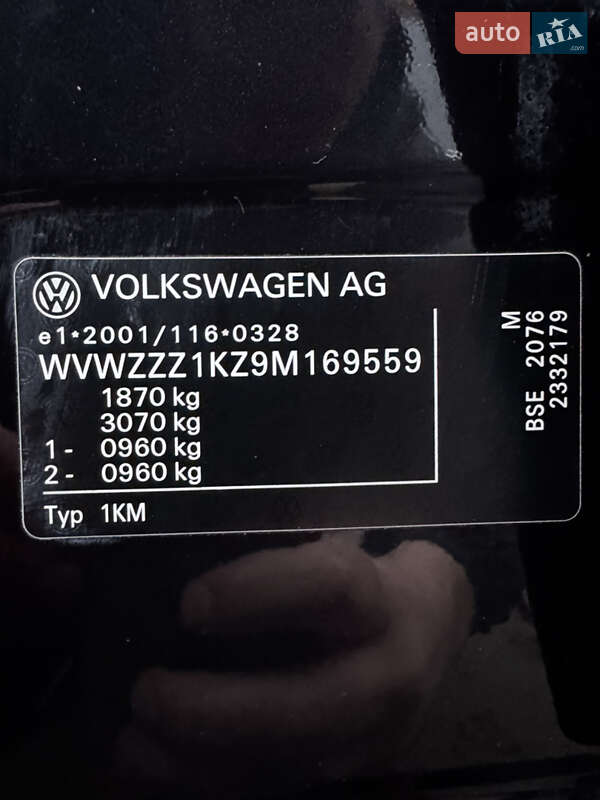 auto RIA .com
VOLKSWAGEN AG
e1*2001/116*0328
WVWZZZ1KZ9M169559
1870 kg
3070 kg
1 - 0960 kg
2 - 0960 kg
Typ 1KM
M
BSE 2076
2332179